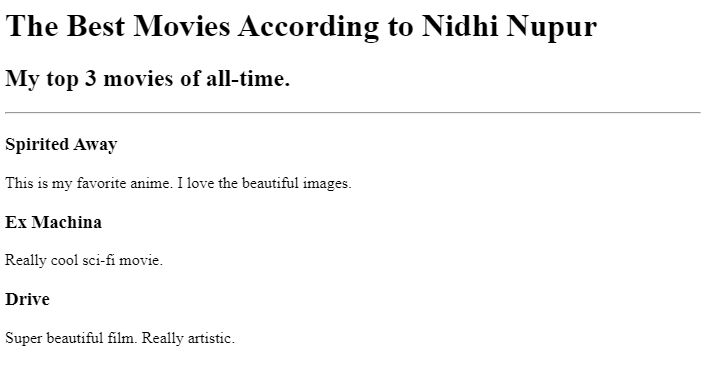 The Best Movies According to Nidhi Nupur
My top 3 movies of all-time.
Spirited Away
This is my favorite anime. I love the beautiful images.
Ex Machina
Really cool sci-fi movie.
Drive
Super beautiful film. Really artistic.